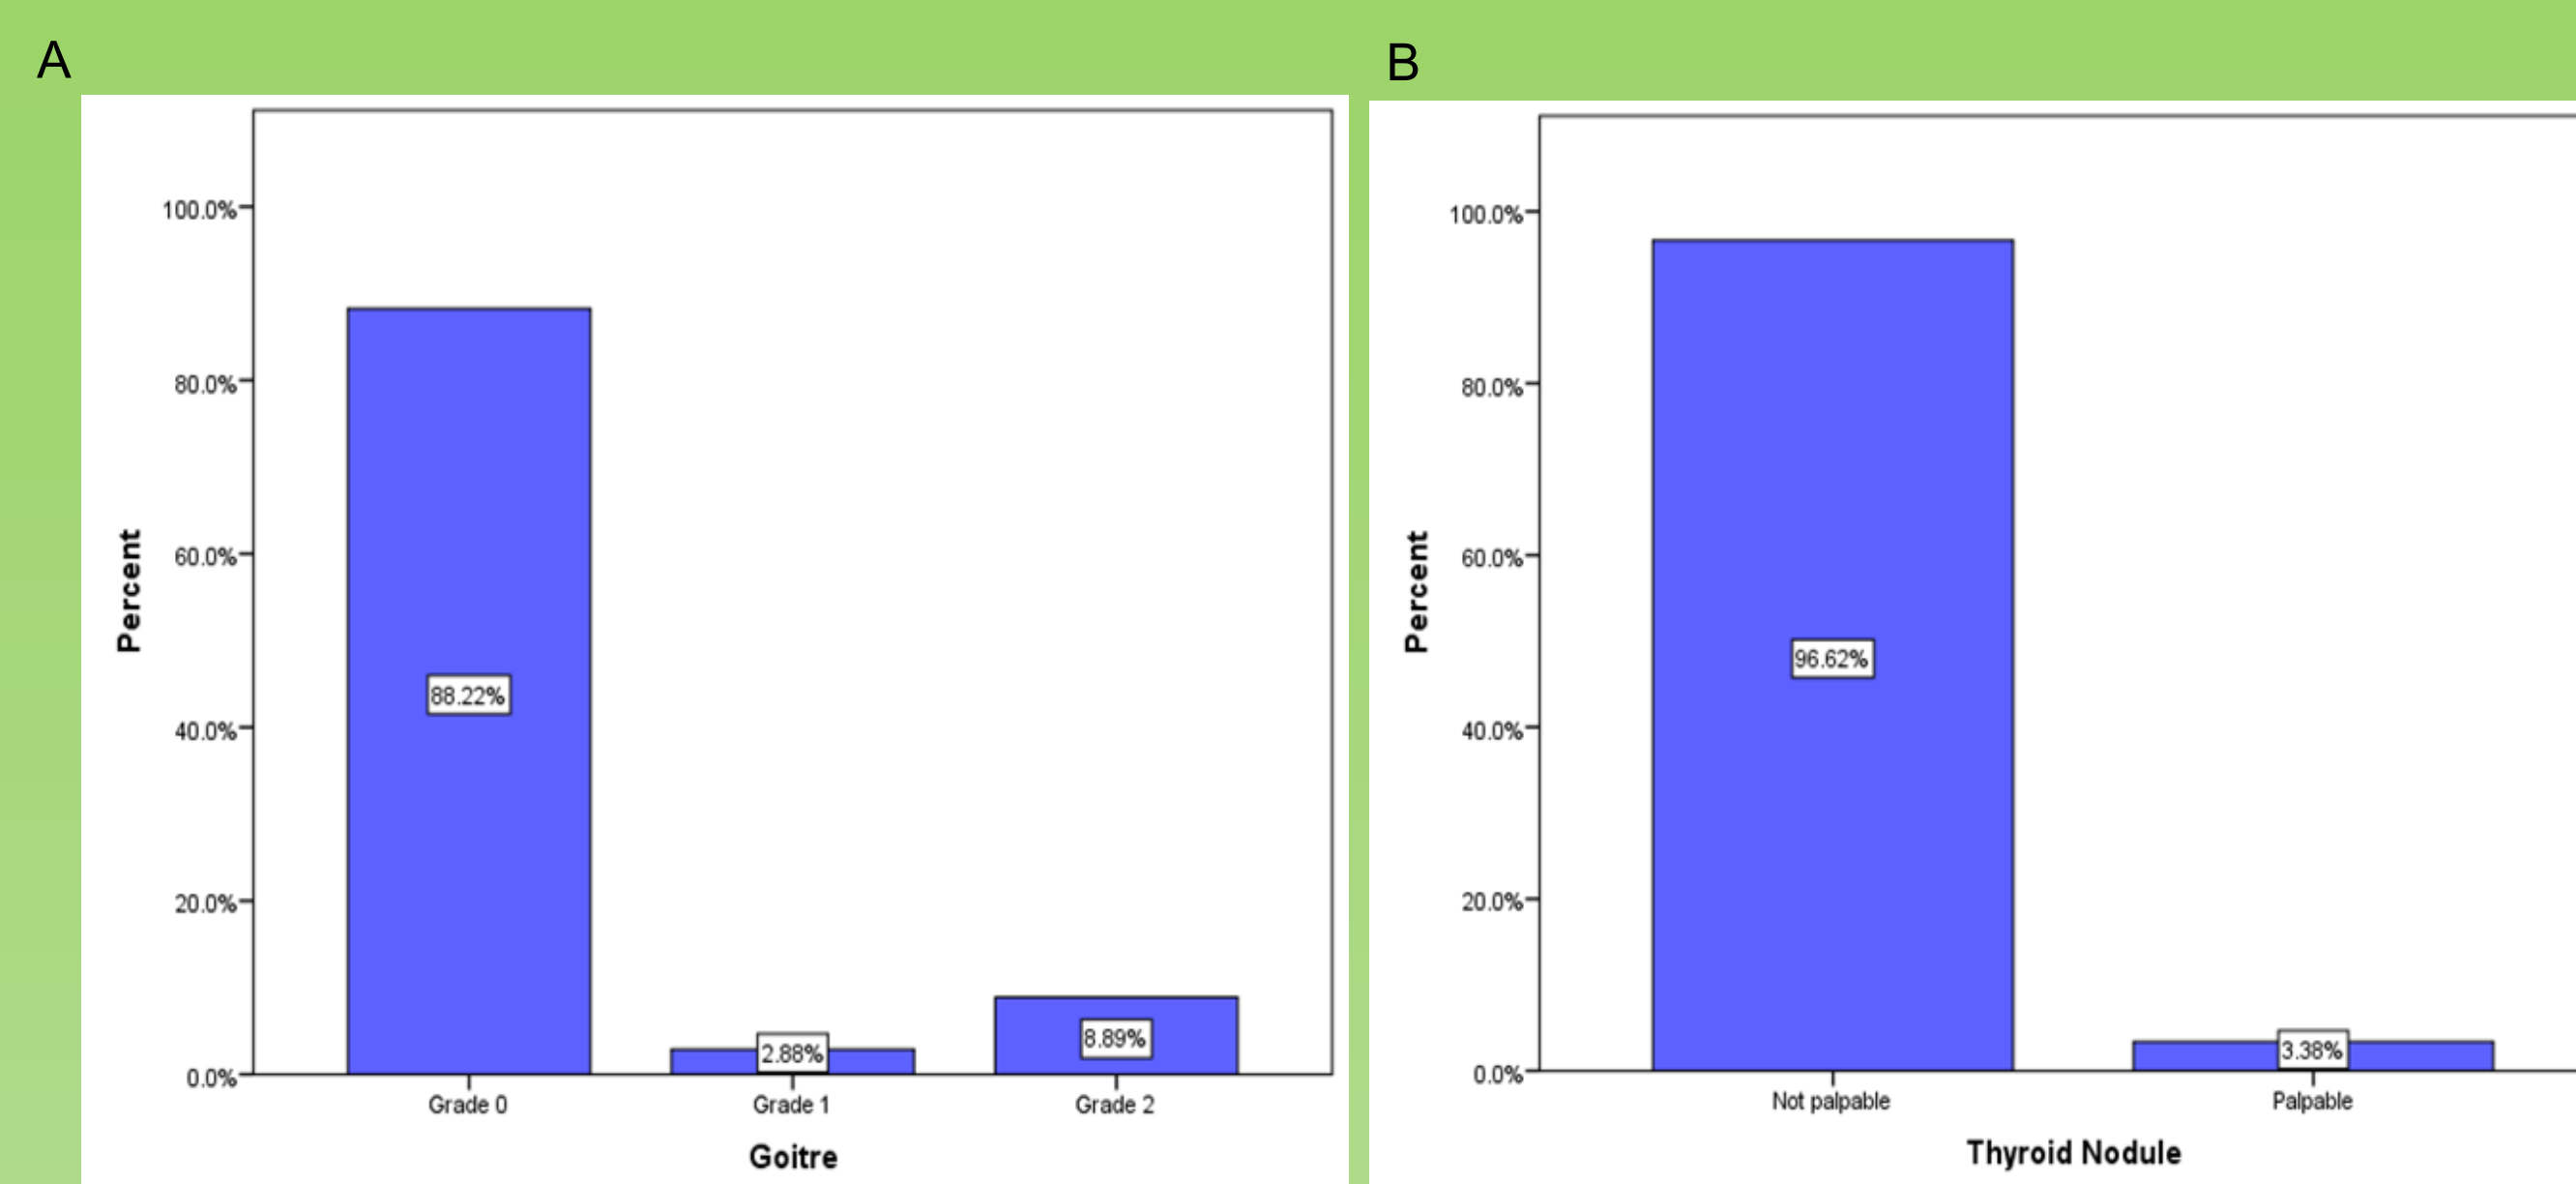 A
B
100.0%
80.0%
60.0%
40.0%
20.0%
0.0%
Percent
88.22%
2.88%
8.89%
Grade 0
Grade 1
Grade 2
Goitre
100.0%
80.0%
60.0%
40.0%
20.0%
0.0%
Percent
96.62%
3.38%
Not palpable
Palpable
Thyroid Nodule